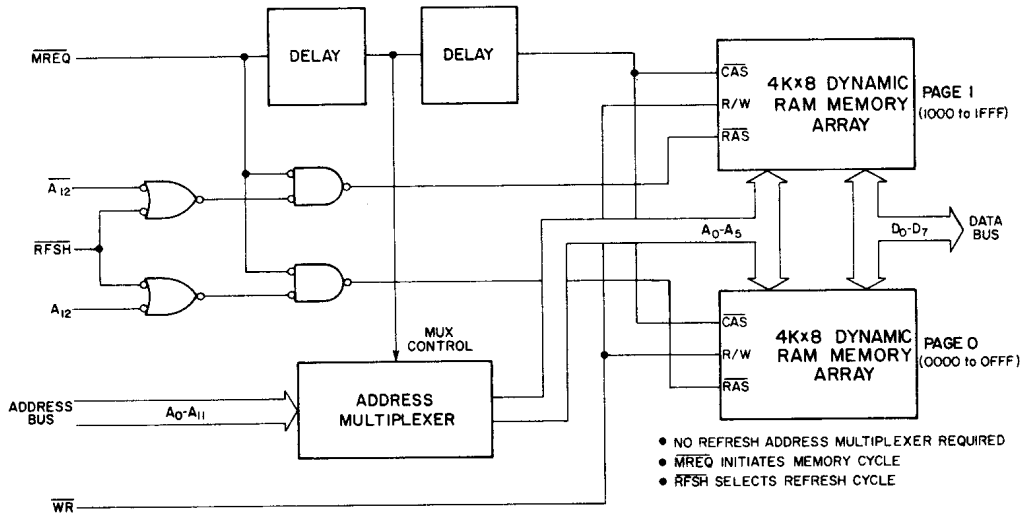 MREQ
DELAY
DELAY
CAS
R/W
RAS
4K×8 DYNAMIC
RAM MEMORY
ARRAY
PAGE 1
(1000 to 1FFF)
A12
RFSH
A12
A0-A5
D0-D7
DATA
BUS
MUX
CONTROL
CAS
R/W
RAS
4K×8 DYNAMIC
RAM MEMORY
ARRAY
PAGE 0
(0000 to 0FFF)
ADDRESS
BUS
A0-A11
ADDRESS
MULTIPLEXER
● NO REFRESH ADDRESS MULTIPLEXER REQUIRED
● MREQ INITIATES MEMORY CYCLE
● RFSH SELECTS REFRESH CYCLE
WR